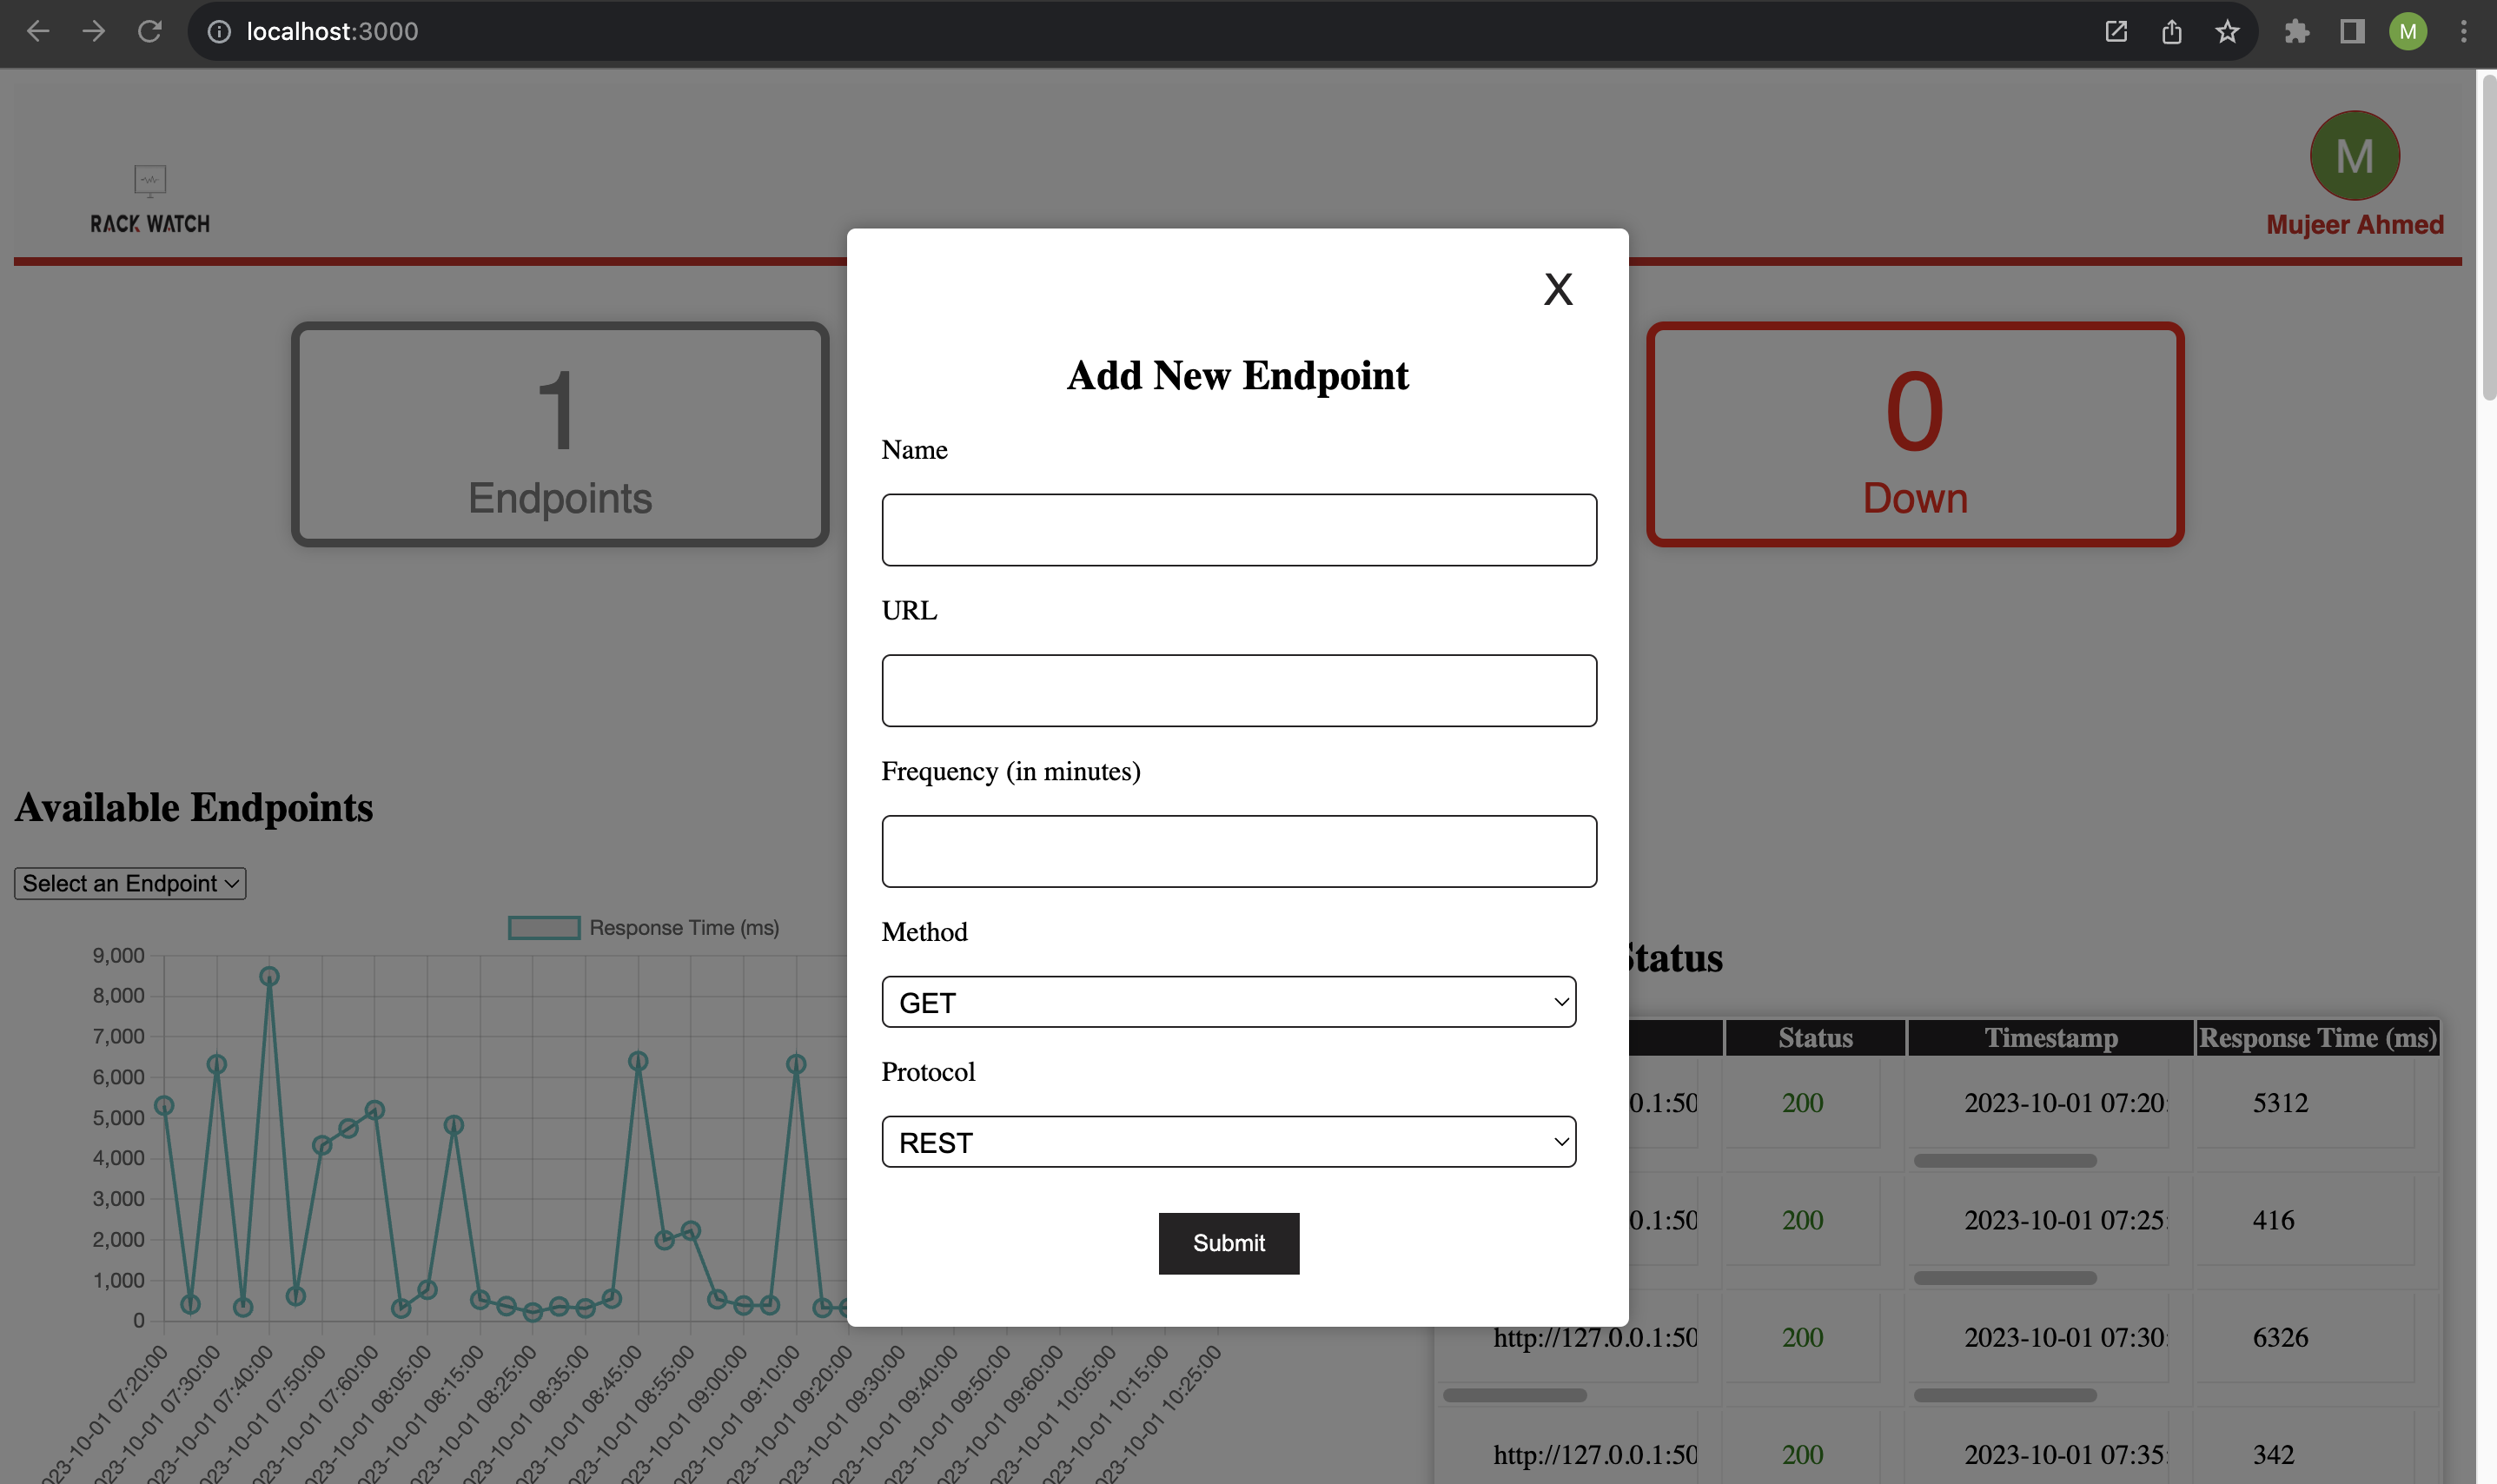 localhost:3000
M
M
RACK WATCH
Mujeer Ahmed
1
Endpoints
0
Down
X
Add New Endpoint
Name
URL
Frequency (in minutes)
Method
GET
Protocol
REST
Submit
Available Endpoints
Select an Endpoint
Response Time (ms)
9,000
8,000
7,000
6,000
5,000
4,000
3,000
2,000
1,000
0
023-10-01 07:20:00
023-10-01 07:30:00
023-10-01 07:40:00
023-10-01 07:50:00
023-10-01 07:60:00
023-10-01 08:05:00
023-10-01 08:15:00
023-10-01 08:25:00
023-10-01 08:35:00
023-10-01 08:45:00
023-10-01 08:55:00
023-10-01 09:00:00
023-10-01 09:10:00
023-10-01 09:20:00
023-10-01 09:30:00
023-10-01 09:40:00
023-10-01 09:50:00
023-10-01 09:60:00
023-10-01 10:05:00
023-10-01 10:15:00
023-10-01 10:25:00
Status
Status Timestamp Response Time (ms)
0.1:50 200 2023-10-01 07:20: 5312
0.1:50 200 2023-10-01 07:25: 416
http://127.0.0.1:50 200 2023-10-01 07:30: 6326
http://127.0.0.1:50 200 2023-10-01 07:35: 342